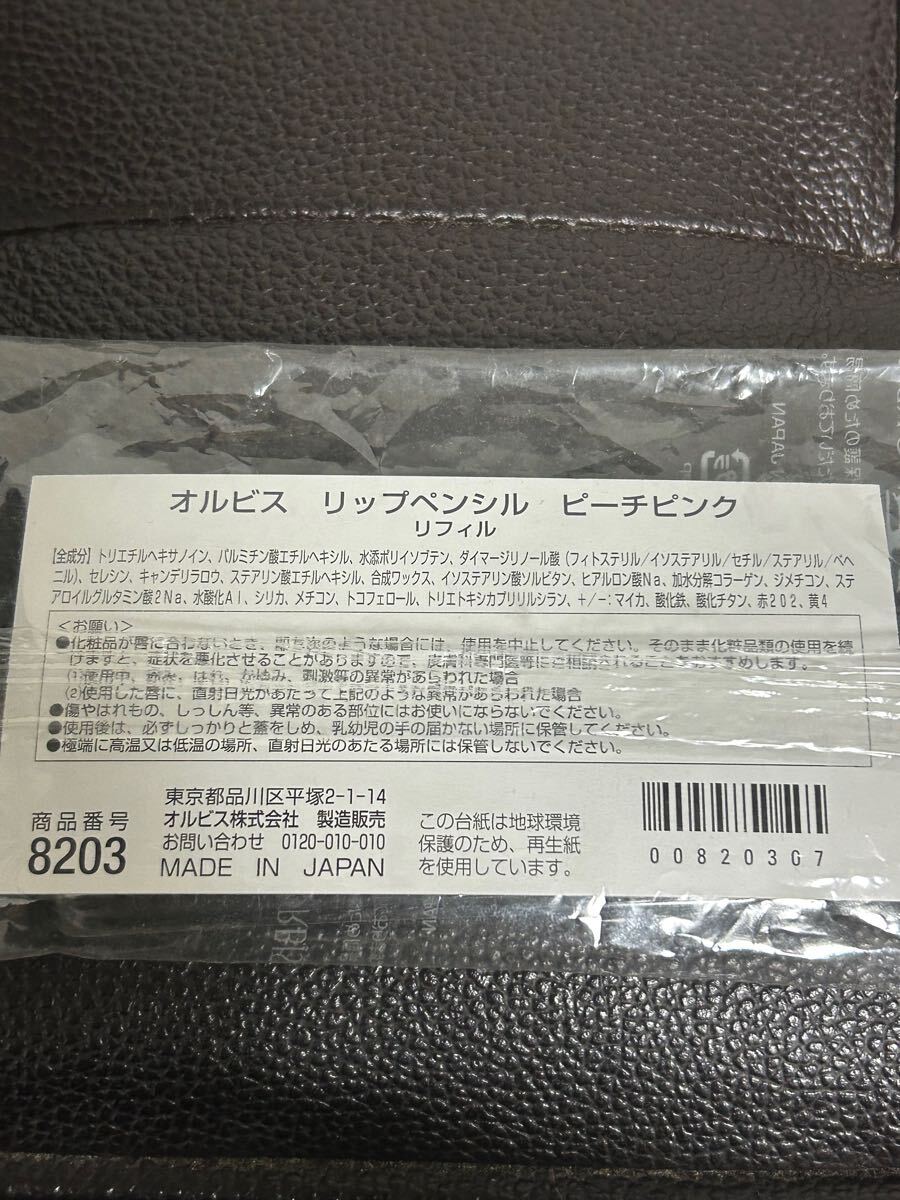 オルビス リップペンシル ピーチピンク
リフィル
【全成分】トリエチルヘキサノイン、パルミチン酸エチルヘキシル、水添ポリイソブテン、ダイマージリノール酸（フィトステリル/イソステアリル/セチル/ステアリル/ベヘ
ニル）、セレシン、キャンデリラロウ、ステアリン酸エチルヘキシル、合成ワックス、イソステアリン酸ソルビタン、ヒアルロン酸Na、加水分解コラーゲン、ジメチコン、ステ
アロイルグルタミン酸2Na、水酸化Al、シリカ、メチコン、トコフェロール、トリエトキシカプリリルシラン、+/-：マイカ、酸化鉄、酸化チタン、赤202、黄4
＜お願い＞
●化粧品が唇に合わないとき、即ち次のような場合には、使用を中止してください。そのまま化粧品類の使用を続
けますと、症状を悪化させることがありますので、皮膚科専門医等にご相談されることをおすすめします。
(1)使用中、赤み、はれ、かゆみ、刺激等の異常があらわれた場合
(2)使用した唇に、直射日光があたって上記のような異常があらわれた場合
●傷やはれもの、しっしん等、異常のある部位にはお使いにならないでください。
●使用後は、必ずしっかりと蓋をしめ、乳幼児の手の届かない場所に保管してください。
●極端に高温又は低温の場所、直射日光のあたる場所には保管しないでください。
商品番号
8203
東京都品川区平塚2-1-14
オルビス株式会社 製造販売
お問い合わせ 0120-010-010
MADE IN JAPAN
この台紙は地球環境
保護のため、再生紙
を使用しています。
00820307